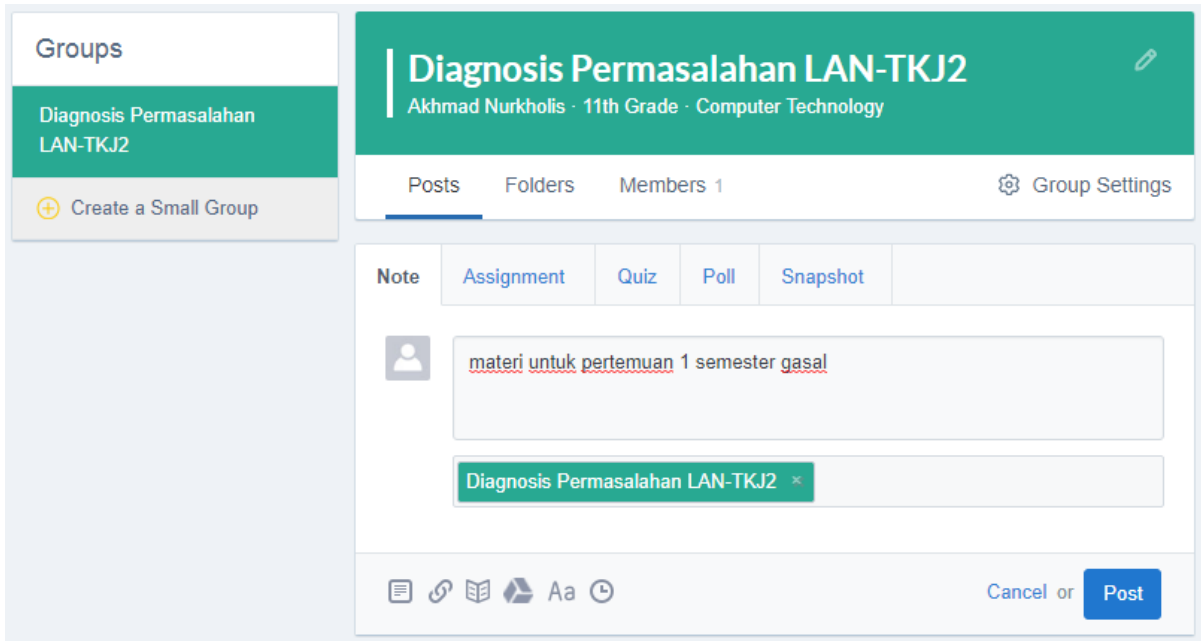 Groups
Diagnosis Permasalahan
LAN-TKJ2
Create a Small Group
Diagnosis Permasalahan LAN-TKJ2
Akhmad Nurkholis · 11th Grade · Computer Technology
Posts Folders Members 1 Group Settings
Note Assignment Quiz Poll Snapshot
materi untuk pertemuan 1 semester gasal
Diagnosis Permasalahan LAN-TKJ2 ×
Aa Cancel or Post